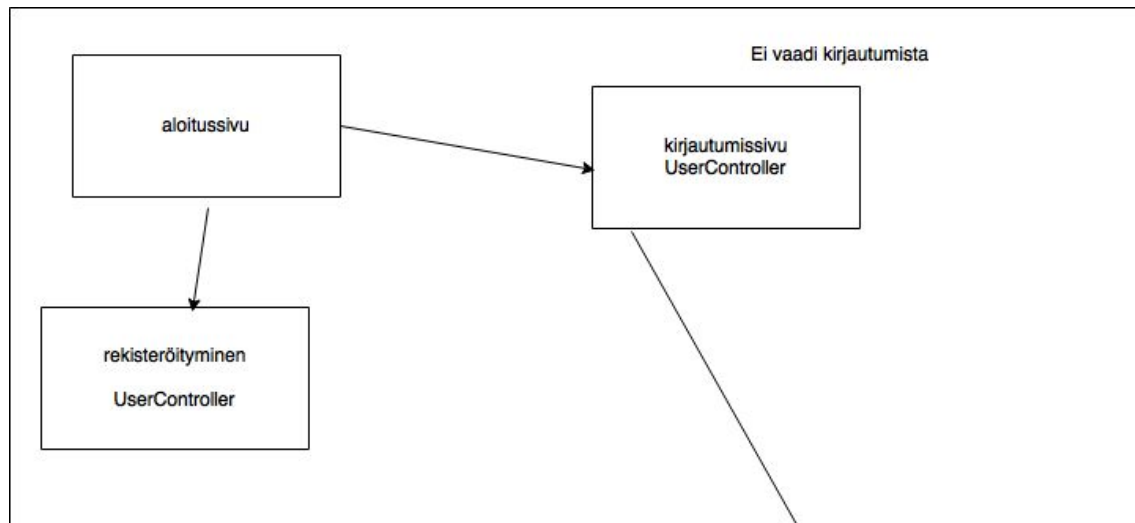 Ei vaadi kirjautumista
aloitussivu
kirjautumissivu
UserController
rekisteröityminen
UserController